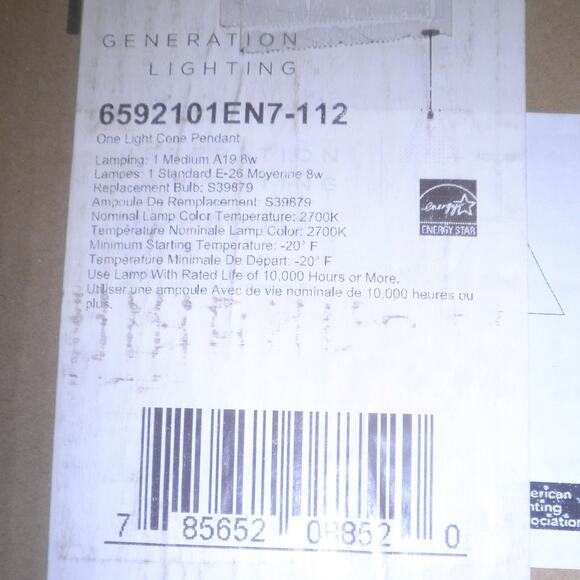 GENERATION
LIGHTING
6592101EN7-112
One Light Cone Pendant
Lamping: 1 Medium A19 8w
Lampes: 1 Standard E-26 Moyenne 8w
Replacement Bulb: S39879
Ampoule De Remplacement: S39879
Nominal Lamp Color Temperature: 2700K
Température Nominale Lamp Color: 2700K
Minimum Starting Temperature: -20° F
Température Minimale De Départ: -20° F
Use Lamp With Rated Life of 10,000 Hours or More.
Utiliser une ampoule Avec de vie nominale de 10,000 heures ou
plus.
energy
ENERGY STAR
7 85652 08852 0
erican
hting
ociation